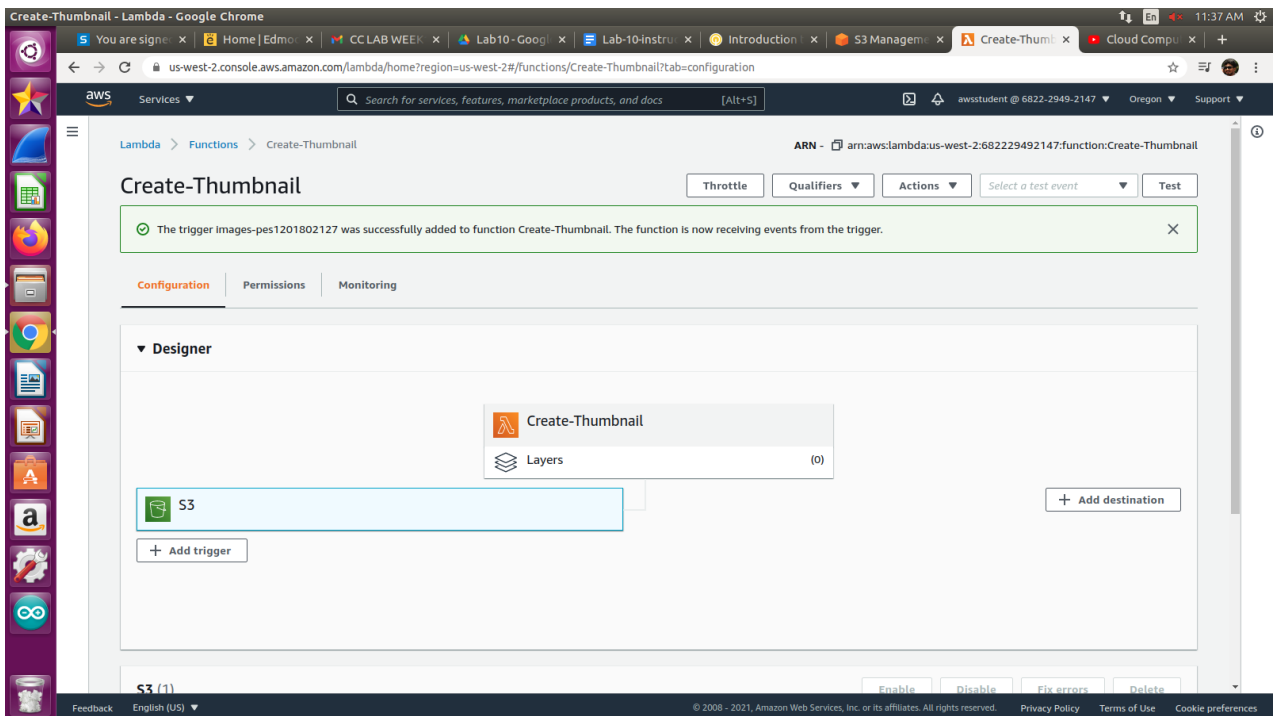 Create-Thumbnail - Lambda - Google Chrome
En
11:37 AM
You are signe
Home | Edmo
CC LAB WEEK
Lab10 - Googl
Lab-10-instru
Introduction
S3 Manageme
Create-Thumb
Cloud Compu
us-west-2.console.aws.amazon.com/lambda/home?region=us-west-2#/functions/Create-Thumbnail?tab=configuration
aws
Services ▼
Search for services, features, marketplace products, and docs
[Alt+S]
awsstudent @ 6822-2949-2147 ▼
Oregon ▼
Support ▼
Lambda > Functions > Create-Thumbnail
ARN - arn:aws:lambda:us-west-2:682229492147:function:Create-Thumbnail
Create-Thumbnail
Throttle
Qualifiers ▼
Actions ▼
Select a test event ▼
Test
The trigger images-pes1201802127 was successfully added to function Create-Thumbnail. The function is now receiving events from the trigger.
Configuration
Permissions
Monitoring
▼ Designer
Create-Thumbnail
Layers (0)
S3
+ Add destination
+ Add trigger
S3 (1)
Enable
Disable
Fix errors
Delete
Feedback
English (US) ▼
© 2008 - 2021, Amazon Web Services, Inc. or its affiliates. All rights reserved.
Privacy Policy
Terms of Use
Cookie preferences